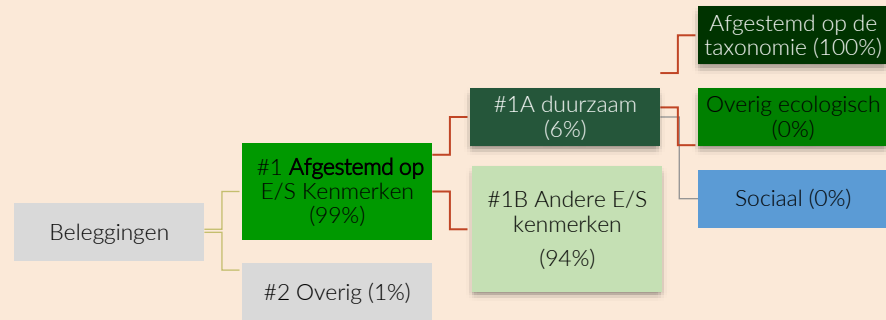 Beleggingen
#1 Afgestemd op
E/S Kenmerken
(99%)
#2 Overig (1%)
#1A duurzaam
(6%)
#1B Andere E/S
kenmerken
(94%)
Afgestemd op de
taxonomie (100%)
Overig ecologisch
(0%)
Sociaal (0%)